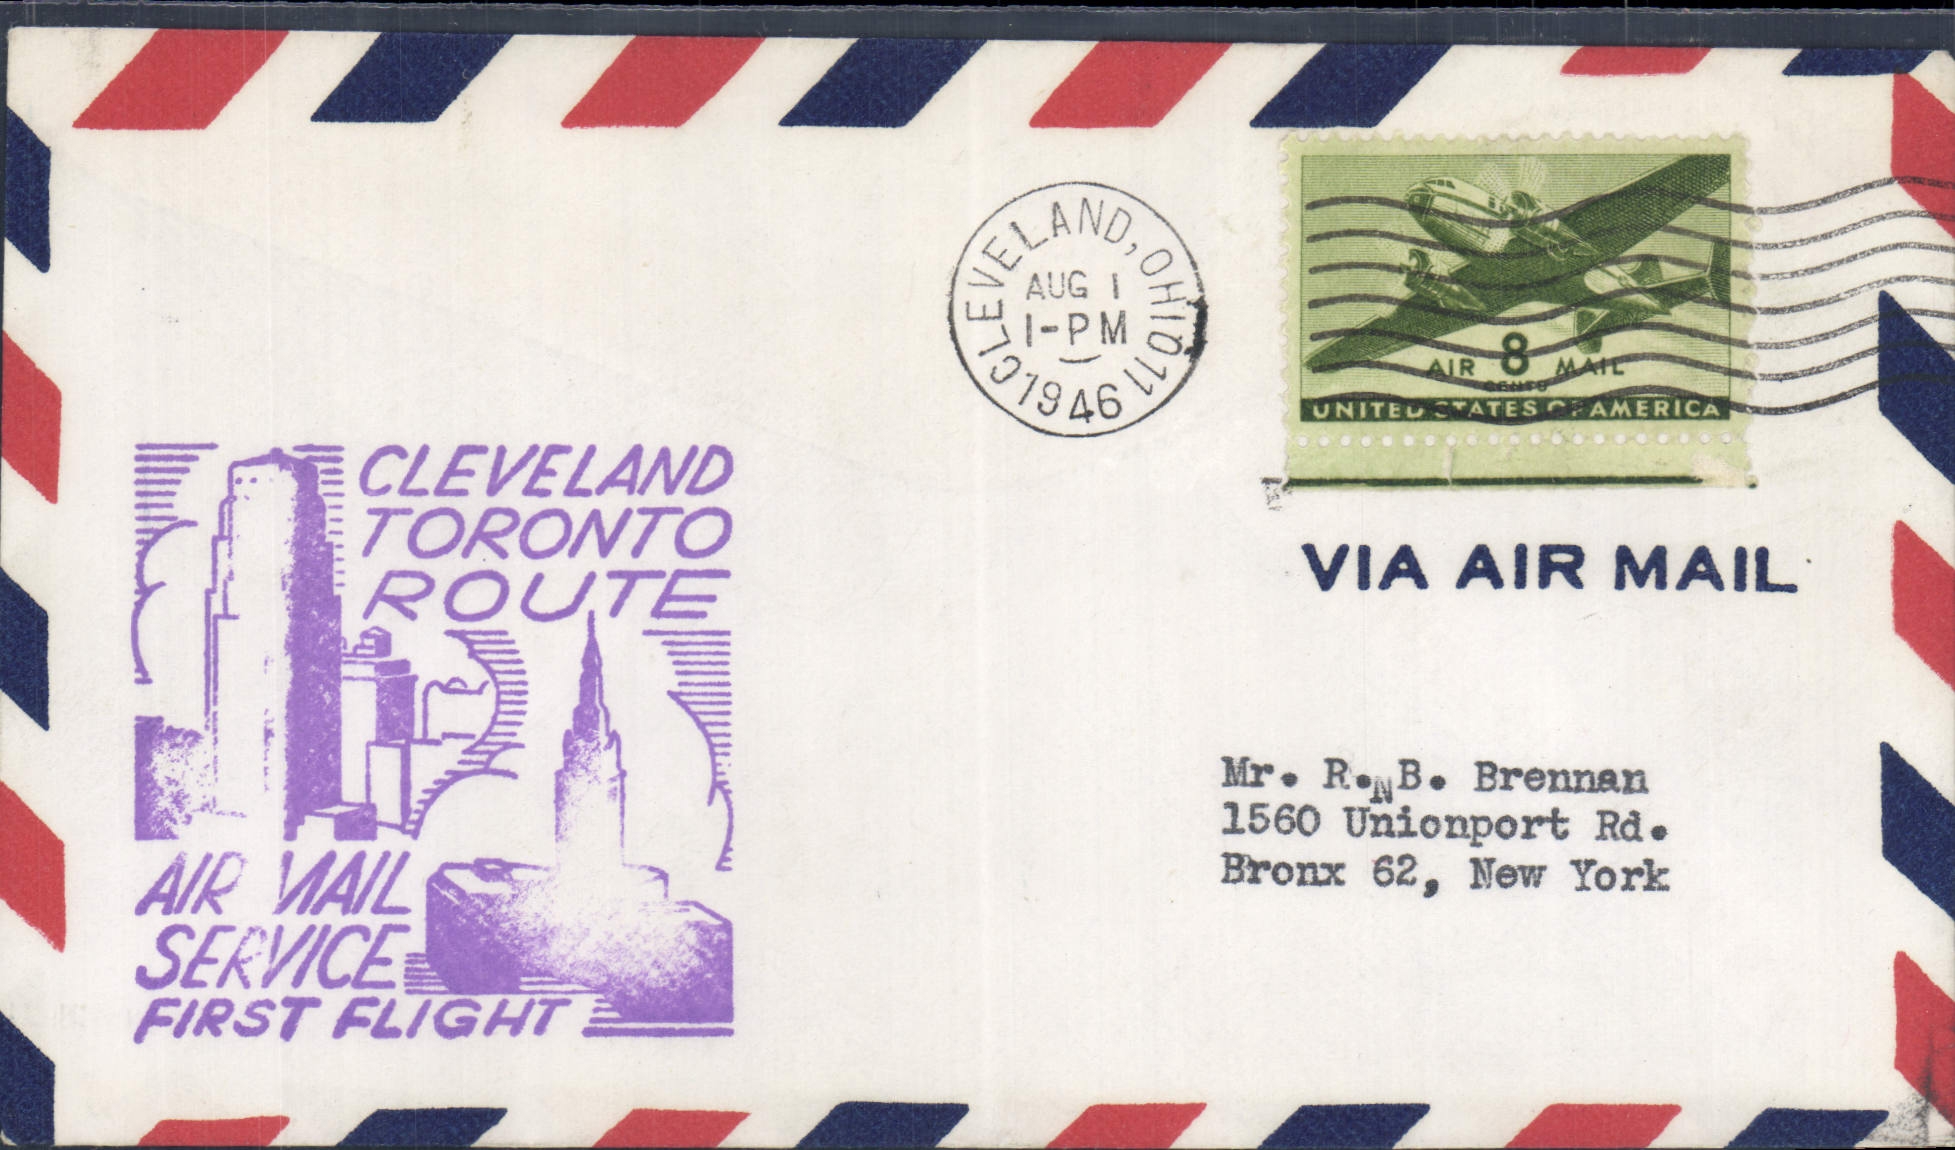 CLEVELAND, OHIO 11
AUG 1
1-PM
1946
AIR 8 MAIL
CENTS
UNITED STATES OF AMERICA
VIA AIR MAIL
CLEVELAND
TORONTO
ROUTE
AIR MAIL
SERVICE
FIRST FLIGHT
Mr. R.NB. Brennan
1560 Unionport Rd.
Bronx 62, New York